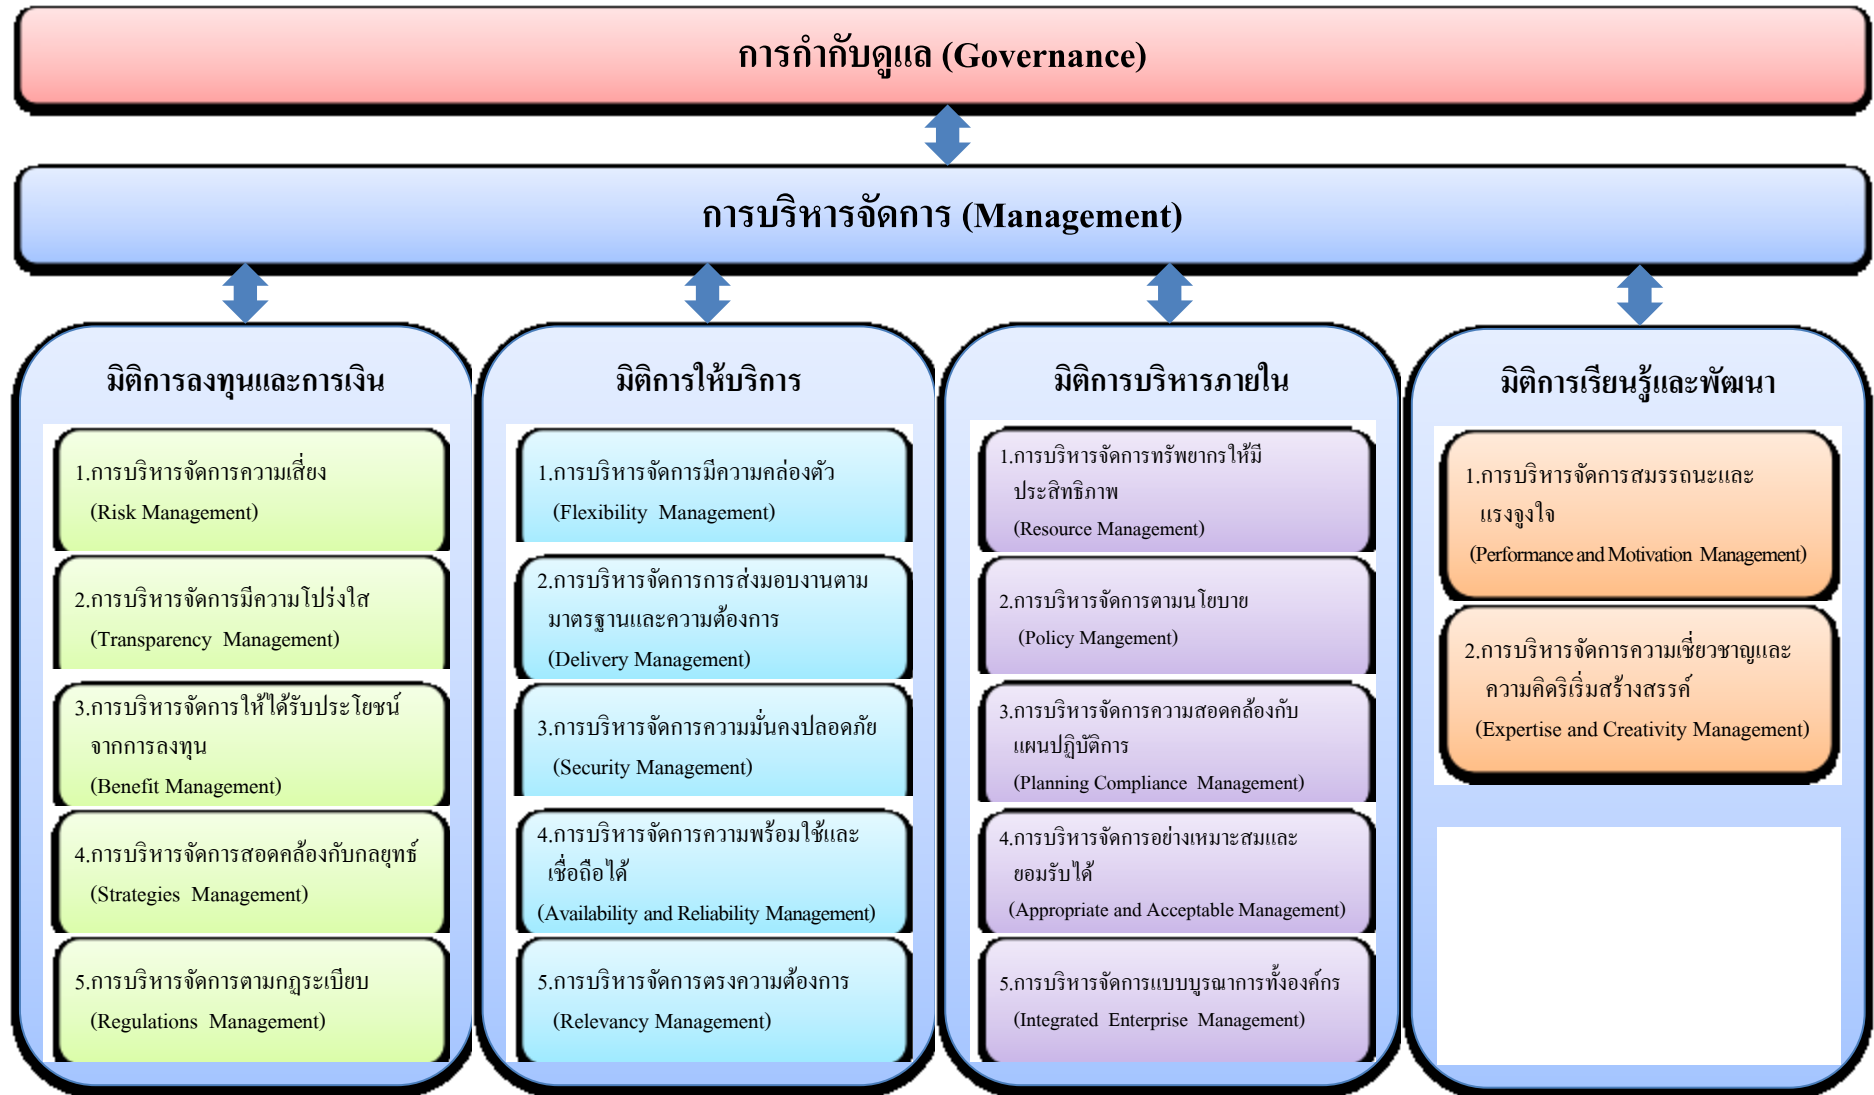 การกำกับดูแล (Governance)
การบริหารจัดการ (Management)
มิติการลงทุนและการเงิน
1.การบริหารจัดการความเสี่ยง
(Risk Management)
2.การบริหารจัดการมีความโปร่งใส
(Transparency Management)
3.การบริหารจัดการให้ได้รับประโยชน์
จากการลงทุน
(Benefit Management)
4.การบริหารจัดการสอดคล้องกับกลยุทธ์
(Strategies Management)
5.การบริหารจัดการตามกฎระเบียบ
(Regulations Management)
มิติการให้บริการ
1.การบริหารจัดการมีความคล่องตัว
(Flexibility Management)
2.การบริหารจัดการการส่งมอบงานตาม
มาตรฐานและความต้องการ
(Delivery Management)
3.การบริหารจัดการความมั่นคงปลอดภัย
(Security Management)
4.การบริหารจัดการความพร้อมใช้และ
เชื่อถือได้
(Availability and Reliability Management)
5.การบริหารจัดการตรงความต้องการ
(Relevancy Management)
มิติการบริหารภายใน
1.การบริหารจัดการทรัพยากรให้มี
ประสิทธิภาพ
(Resource Management)
2.การบริหารจัดการตามนโยบาย
(Policy Mangement)
3.การบริหารจัดการความสอดคล้องกับ
แผนปฏิบัติการ
(Planning Compliance Management)
4.การบริหารจัดการอย่างเหมาะสมและ
ยอมรับได้
(Appropriate and Acceptable Management)
5.การบริหารจัดการแบบบูรณาการทั้งองค์กร
(Integrated Enterprise Management)
มิติการเรียนรู้และพัฒนา
1.การบริหารจัดการสมรรถนะและ
แรงจูงใจ
(Performance and Motivation Management)
2.การบริหารจัดการความเชี่ยวชาญและ
ความคิดริเริ่มสร้างสรรค์
(Expertise and Creativity Management)